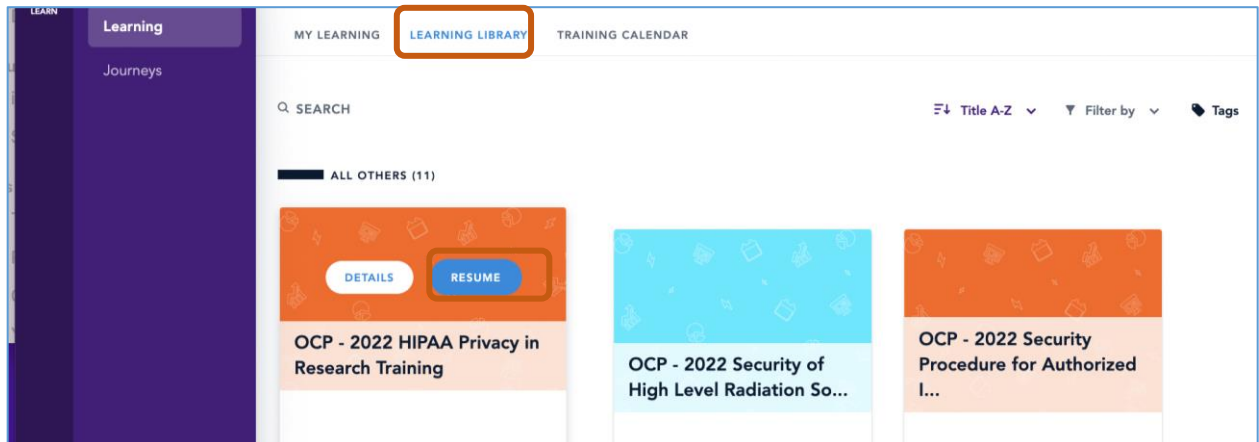 LEARN
Learning
Journeys
MY LEARNING LEARNING LIBRARY TRAINING CALENDAR
SEARCH
Title A-Z Filter by Tags
ALL OTHERS (11)
DETAILS RESUME
OCP - 2022 HIPAA Privacy in
Research Training
OCP - 2022 Security of
High Level Radiation So...
OCP - 2022 Security
Procedure for Authorized
I...